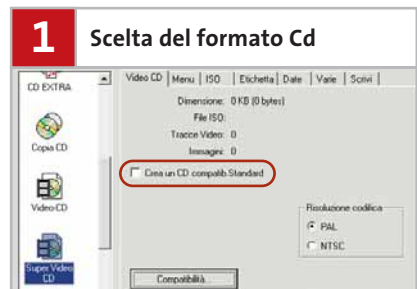 1 Scelta del formato Cd
CD EXTRA
Copia CD
Video CD
Super Video CD
Video CD Menu ISO Etichetta Date Varie Scrivi
Dimensione: 0 KB (0 bytes)
File ISO:
Tracce Video: 0
Immagini: 0
Crea un CD compatib.Standard
Risoluzione codifica
PAL
NTSC
Compatibilità...